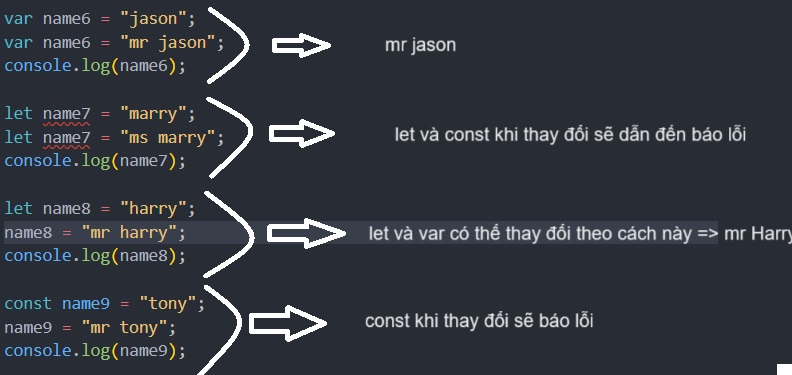 var name6 = "jason";
var name6 = "mr jason";
console.log(name6);
mr jason
let name7 = "marry";
let name7 = "ms marry";
console.log(name7);
let và const khi thay đổi sẽ dẫn đến báo lỗi
let name8 = "harry";
name8 = "mr harry";
console.log(name8);
let và var có thể thay đổi theo cách này => mr Harry
const name9 = "tony";
name9 = "mr tony";
console.log(name9);
const khi thay đổi sẽ báo lỗi